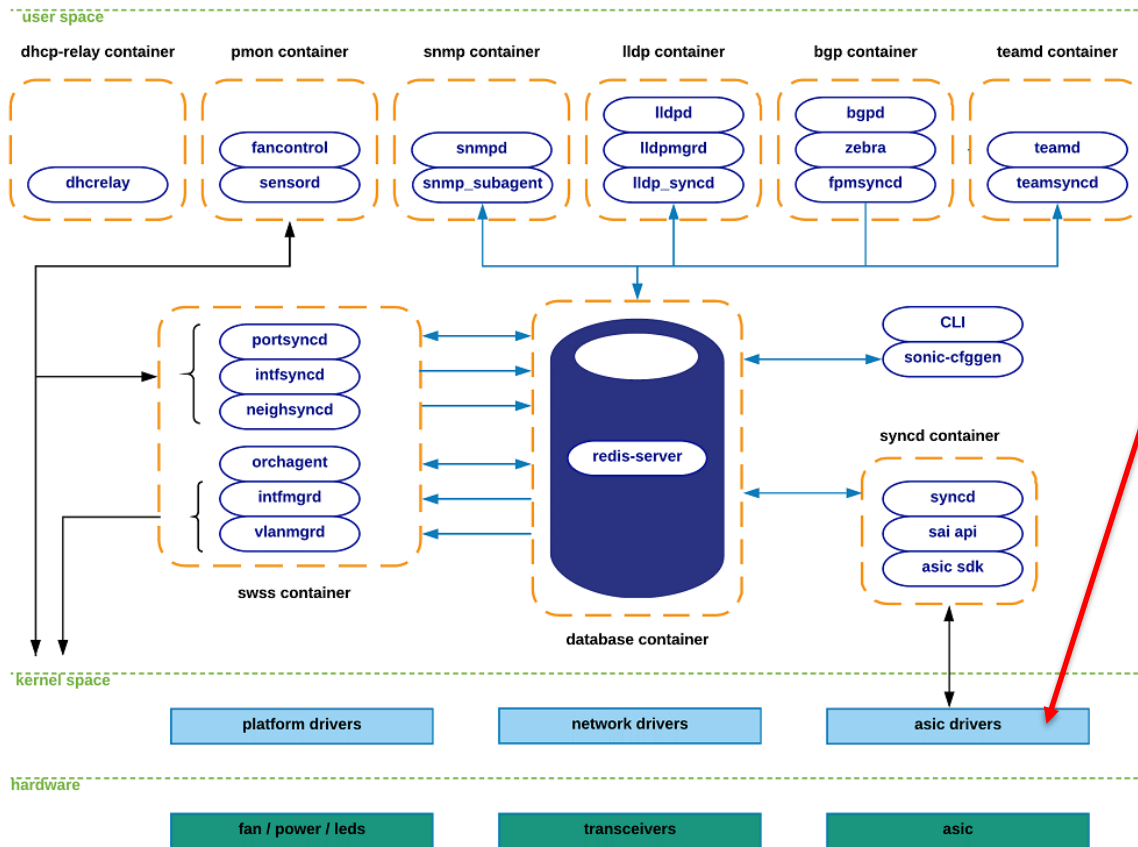 user space
dhcp-relay container
pmon container
snmp container
lldp container
bgp container
teamd container
dhcrelay
fancontrol
sensord
snmpd
snmp_subagent
lldpd
lldpmgrd
lldp_syncd
bgpd
zebra
fpmsyncd
teamd
teamsyncd
portsyncd
intfsyncd
neighsyncd
orchagent
intfmgrd
vlanmgrd
swss container
redis-server
database container
CLI
sonic-cfggen
syncd container
syncd
sai api
asic sdk
kernel space
platform drivers
network drivers
asic drivers
hardware
fan / power / leds
transceivers
asic